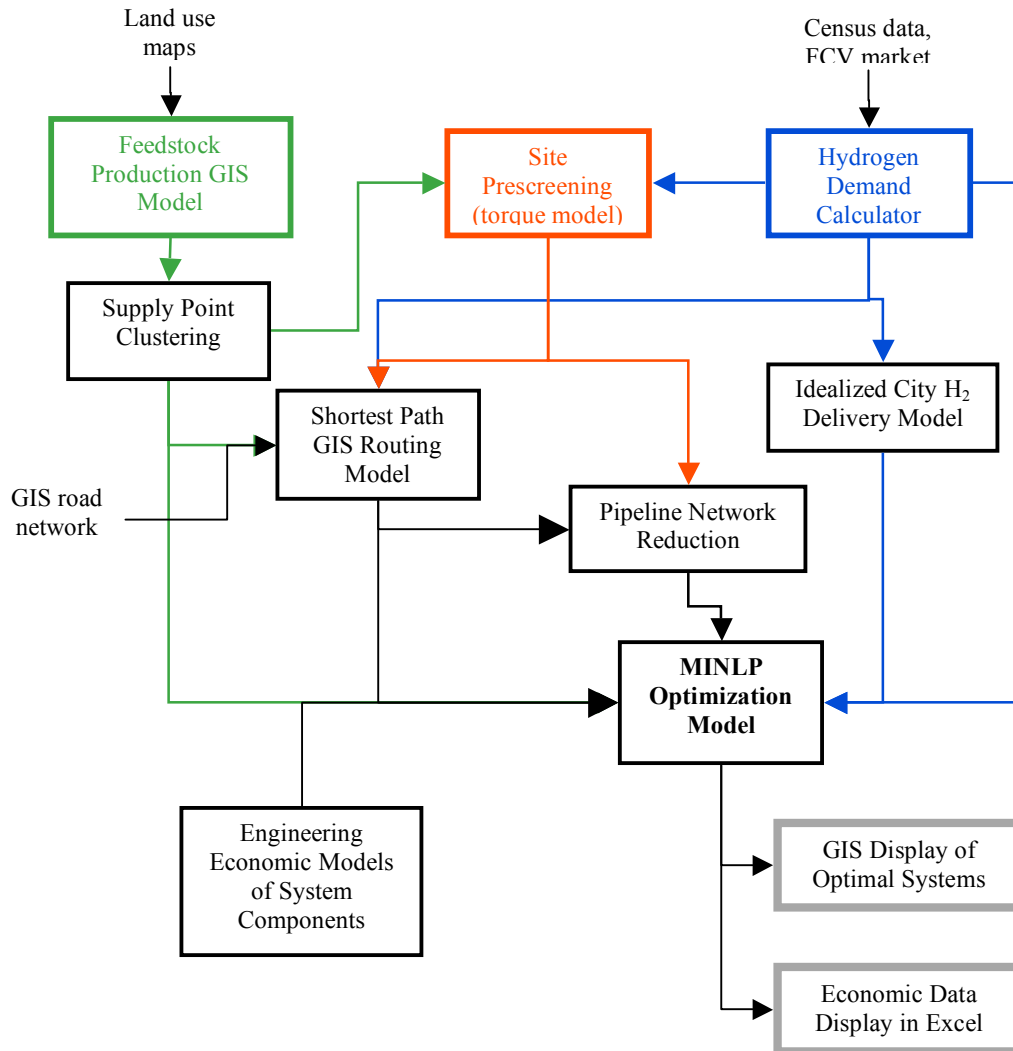 Land use
maps
Census data,
FCV market
Feedstock
Production GIS
Model
Site
Prescreening
(torque model)
Hydrogen
Demand
Calculator
Supply Point
Clustering
Shortest Path
GIS Routing
Model
Idealized City H₂
Delivery Model
GIS road
network
Pipeline Network
Reduction
MINLP
Optimization
Model
Engineering
Economic Models
of System
Components
GIS Display of
Optimal Systems
Economic Data
Display in Excel